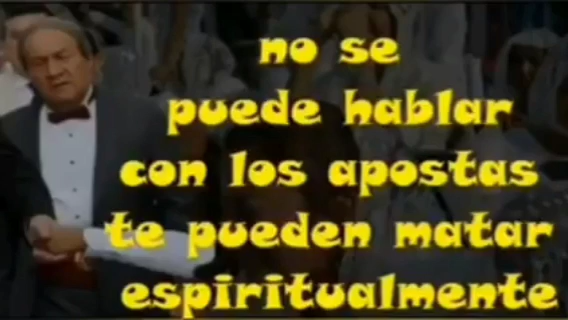 no se
puede hablar
con los apostas
te pueden matar
espiritualmente